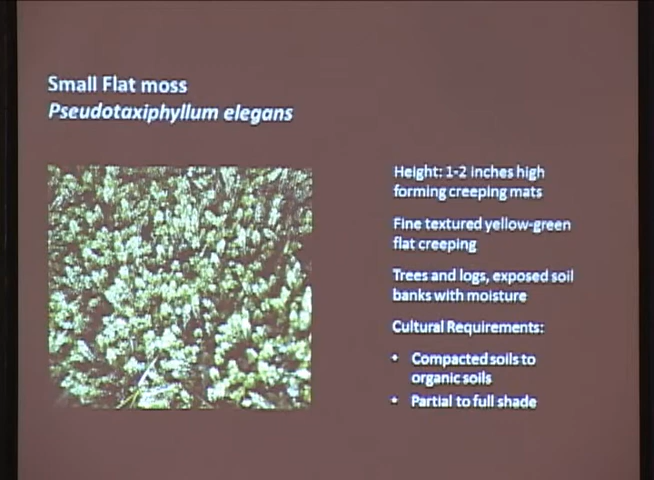 Small Flat moss
Pseudotaxiphyllum elegans
Height: 1-2 inches high
forming creeping mats
Fine textured yellow-green
flat creeping
Trees and logs, exposed soil
banks with moisture
Cultural Requirements:
• Compacted soils to
organic soils
• Partial to full shade